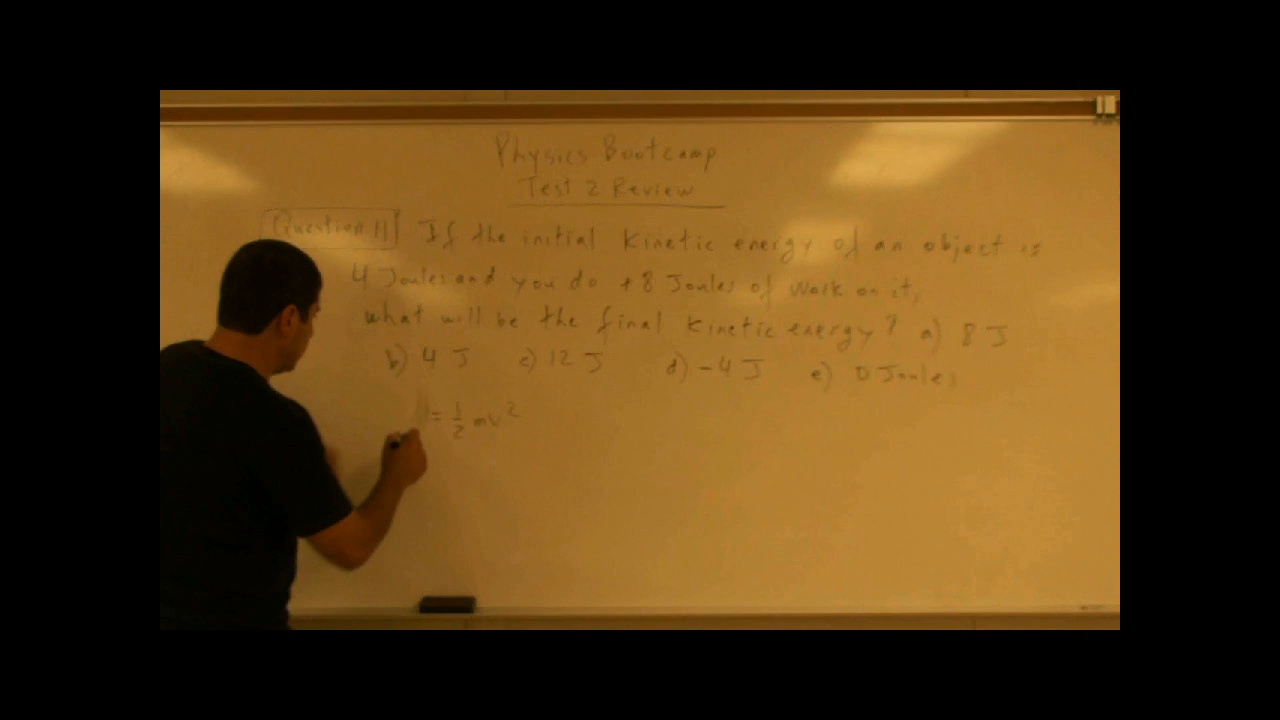 Physics Bootcamp
Test 2 Review
Question 11 If the initial kinetic energy of an object is
4 Joules and you do +8 Joules of work on it,
what will be the final kinetic energy? a) 8 J
b) 4 J c) 12 J d) -4 J e) 0 Joules
= 1/2 mv²